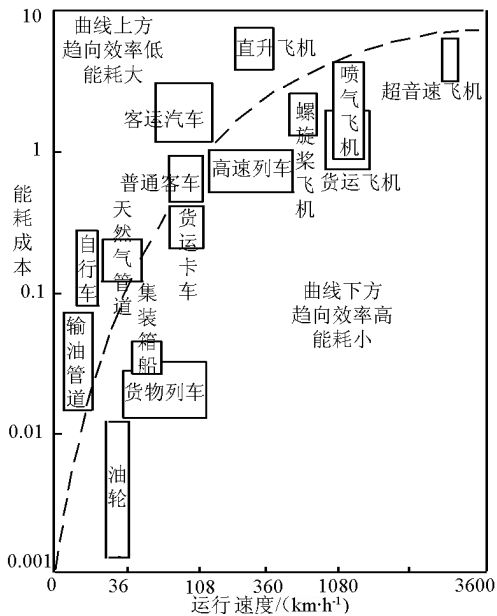 10
曲线上方
趋向效率低
能耗大
直升飞机
喷气飞机
超音速飞机
客运汽车
螺旋桨飞机
1
普通客车
高速列车
货运飞机
能耗成本
天然气管道
货运卡车
自行车
集装箱船
曲线下方
趋向效率高
能耗小
0.1
输油管道
货物列车
0.01
油轮
0.001
0
36
108
360
1080
3600
运行速度/(km·h⁻¹)